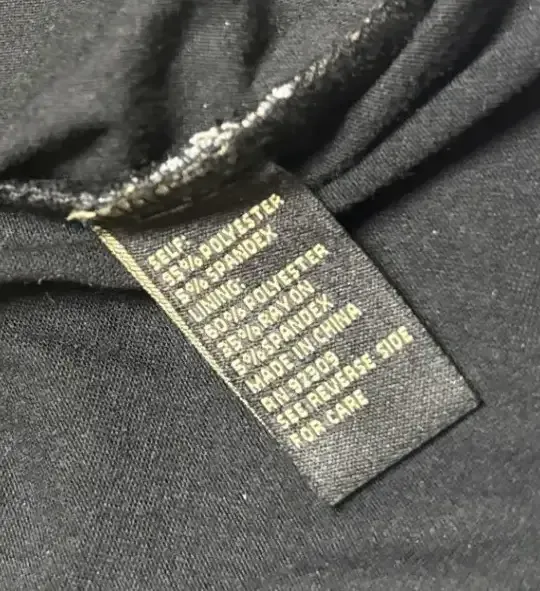 SELF:
95% POLYESTER
5% SPANDEX
LINING:
60% POLYESTER
35% RAYON
5% SPANDEX
MADE IN CHINA
RN 92909
SEE REVERSE SIDE
FOR CARE